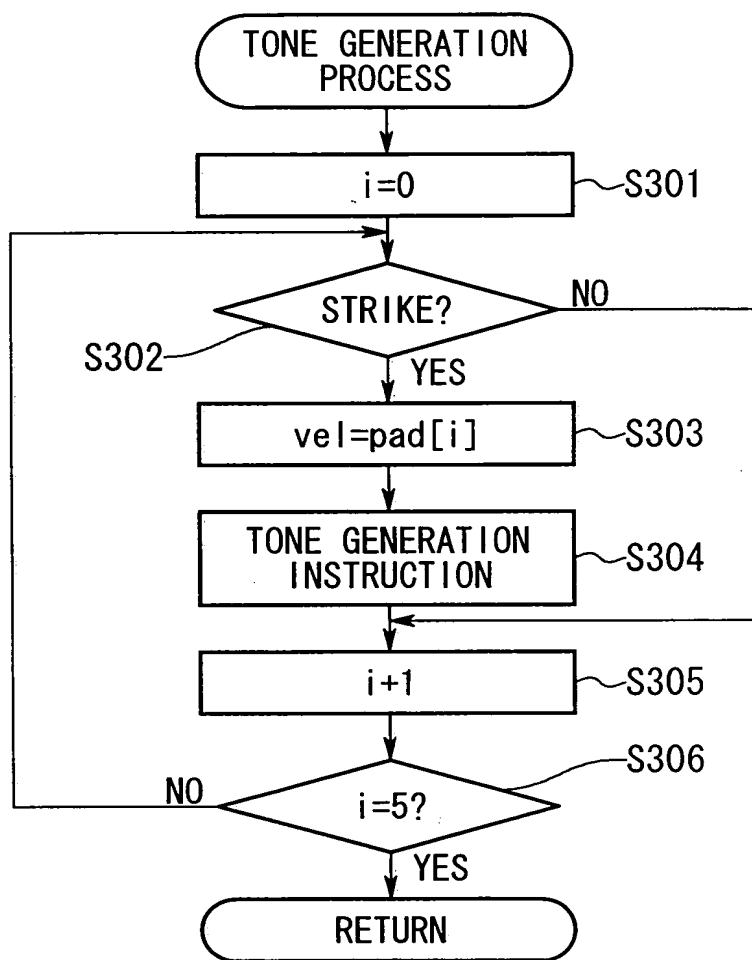 TONE GENERATION
PROCESS
i=0
S301
STRIKE?
NO
S302
YES
vel=pad[i]
S303
TONE GENERATION
INSTRUCTION
S304
i+1
S305
S306
NO
i=5?
YES
RETURN